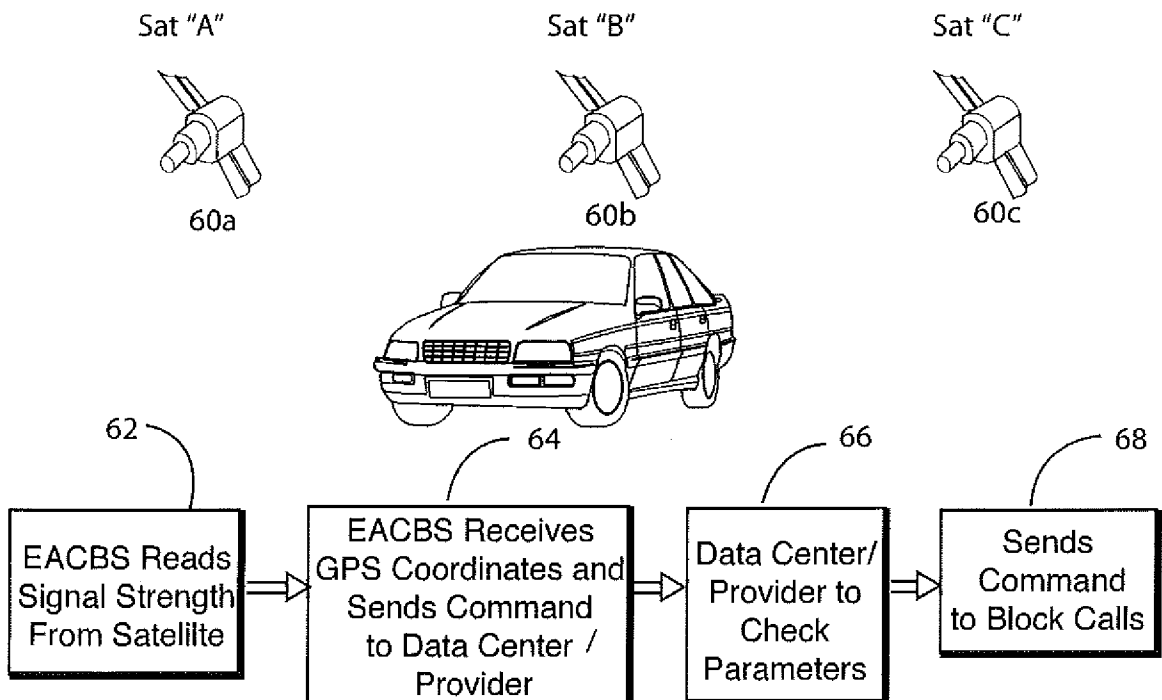 Sat "A"
Sat "B"
Sat "C"
60a
60b
60c
62
64
66
68
EACBS Reads
Signal Strength
From Satelilte
EACBS Receives
GPS Coordinates and
Sends Command
to Data Center /
Provider
Data Center/
Provider to
Check
Parameters
Sends
Command
to Block Calls